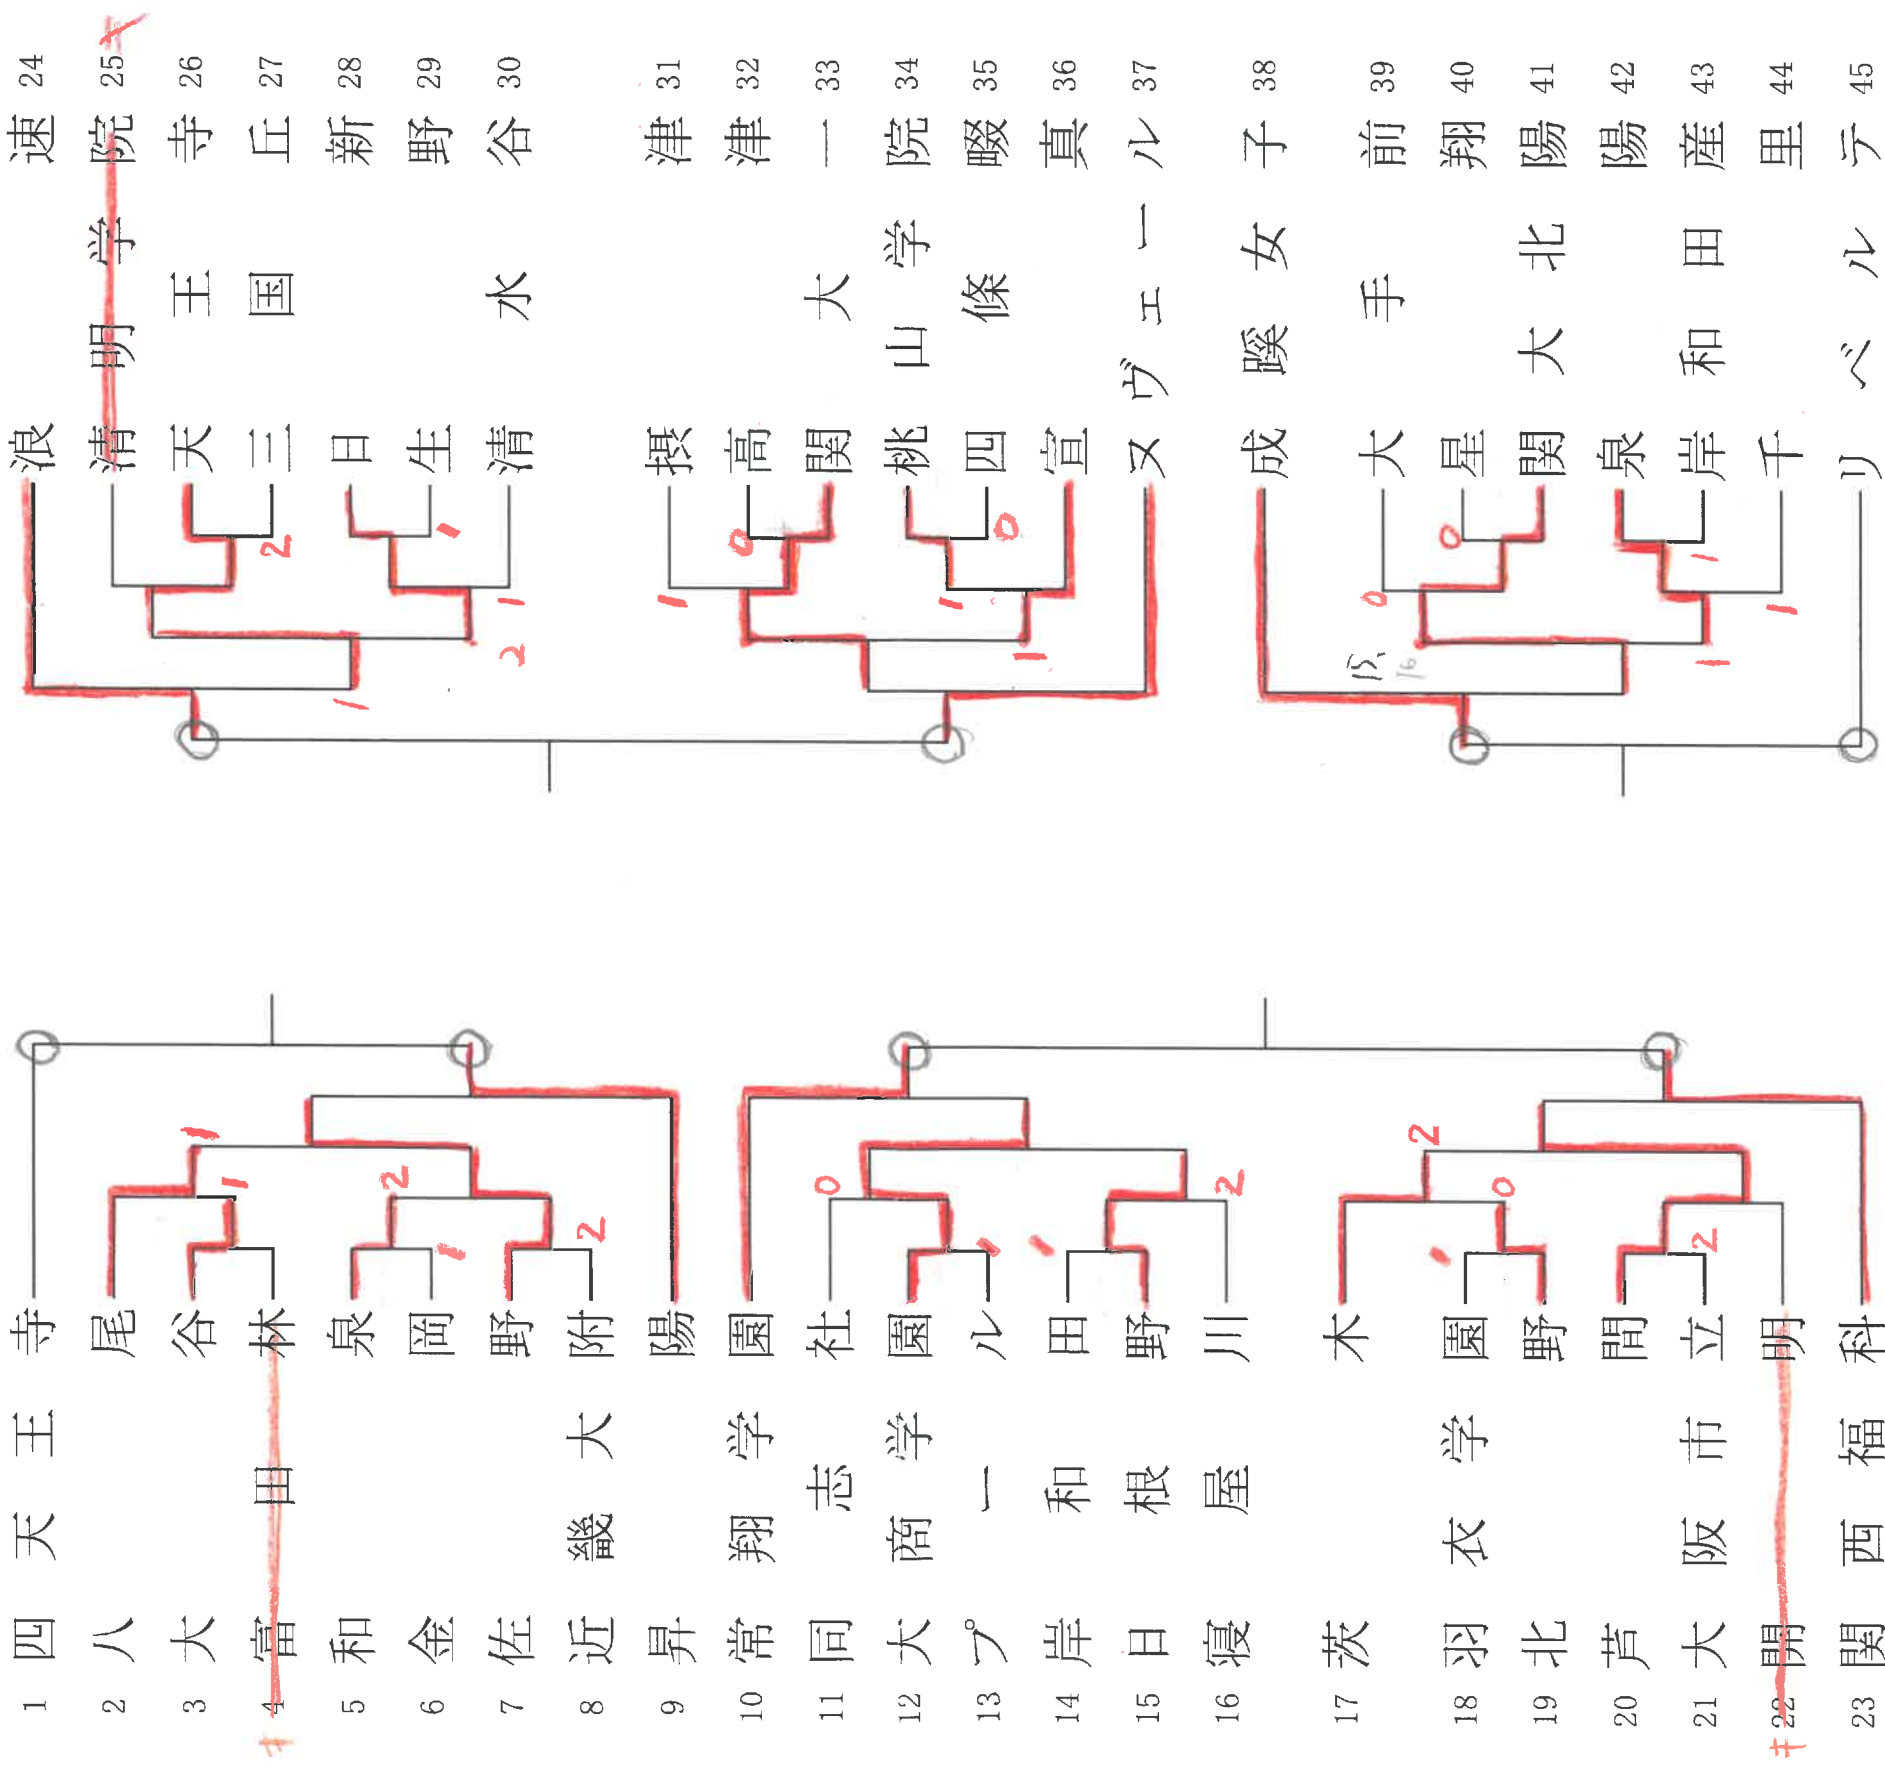 1 四天王寺
2 八尾
3 大谷
4 富田林 キ
5 和泉
6 金岡
7 佐野
8 近畿大附
9 昇陽
10 常翔学園
11 同志社
12 大商学園
13 プール
14 岸和田
15 日根野
16 寝屋川
17 茨木
18 羽衣学園
19 北野
20 芦間
21 大阪市立
22 開明 キ
23 関西福科
1
1
2
1
2
0
1
1
2
2
0
1
2
浪速 24
清明学院 25 キ
天王寺 26
三国丘 27
日新 28
生野 29
清水谷 30
摂津 31
高津 32
関大一 33
桃山学院 34
四條畷 35
宣真 36
ヌヴェール 37
成蹊女子 38
大手前 39
星翔 40
関大北陽 41
泉陽 42
岸和田産 43
千里 44
リベルテ 45
2
1
1
2
1
0
1
0
1
1
0
0
1
1
1
15
16